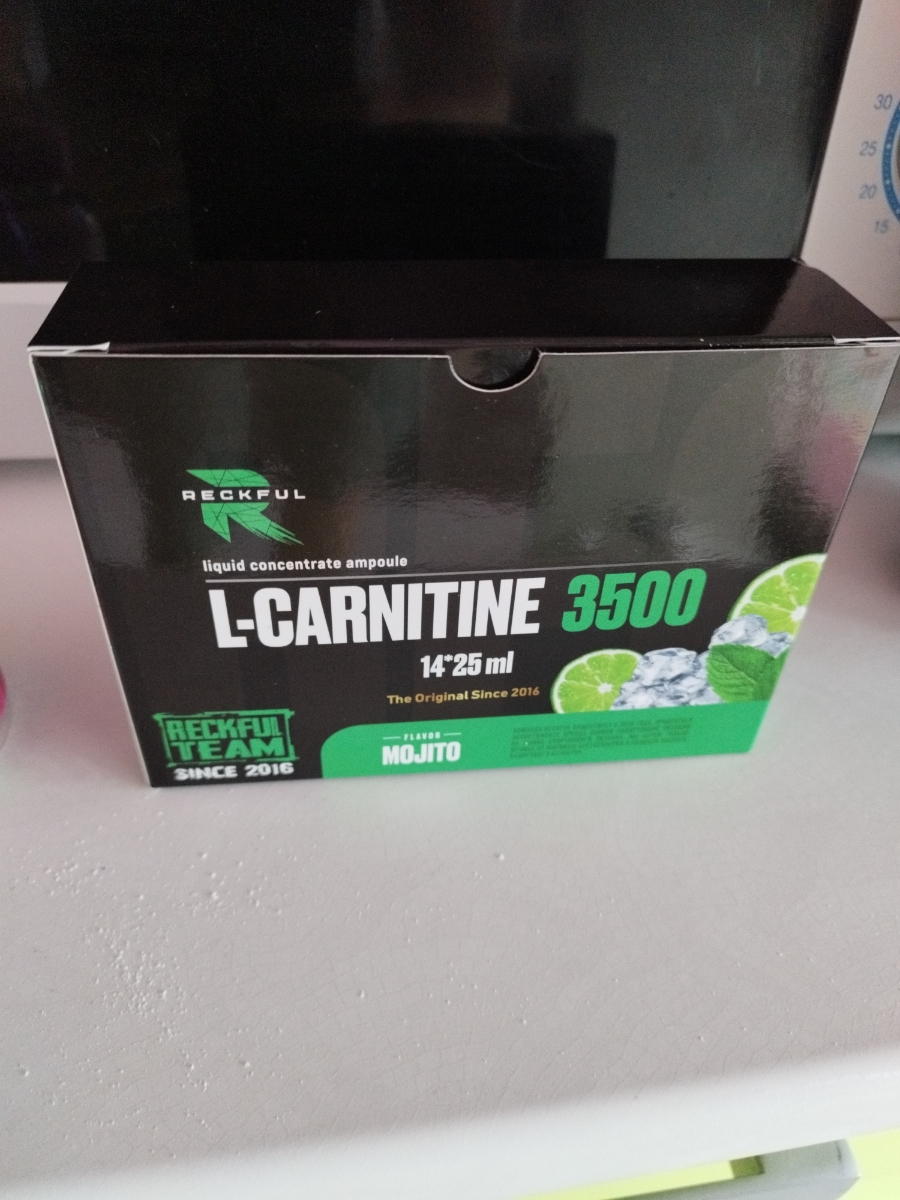 30
25
20
15
RECKFUL
liquid concentrate ampoule
L-CARNITINE 3500
14*25 ml
The Original Since 2016
RECKFUL
TEAM
SINCE 2016
FLAVOR
MOJITO